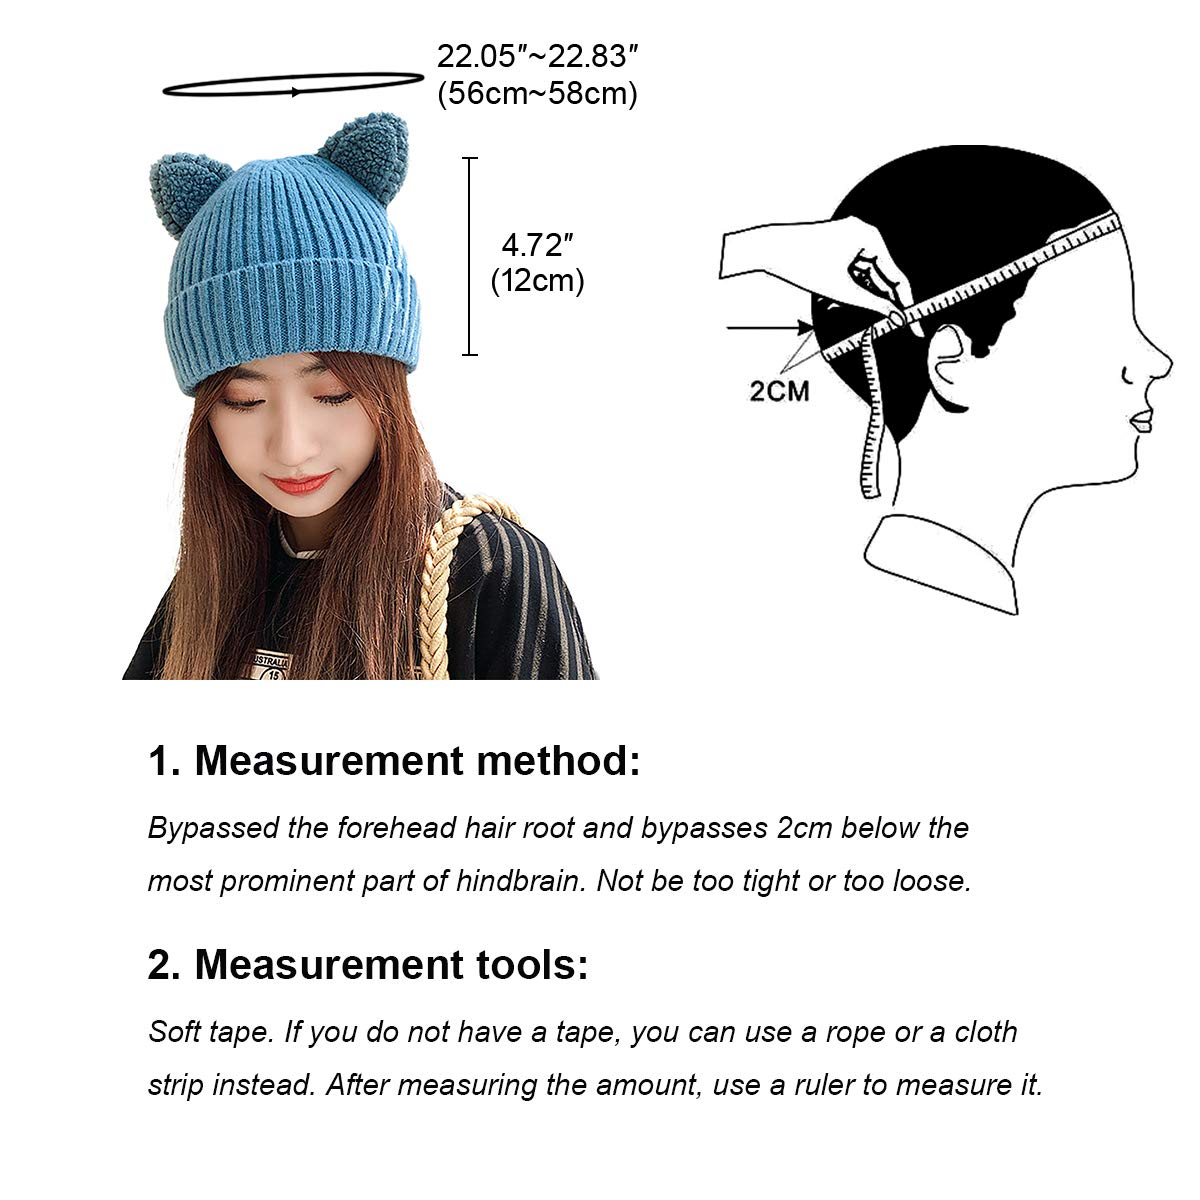 22.05"~22.83"
(56cm~58cm)
4.72"
(12cm)
2CM
AUSTRALIA
15
1. Measurement method:
Bypassed the forehead hair root and bypasses 2cm below the
most prominent part of hindbrain. Not be too tight or too loose.
2. Measurement tools:
Soft tape. If you do not have a tape, you can use a rope or a cloth
strip instead. After measuring the amount, use a ruler to measure it.